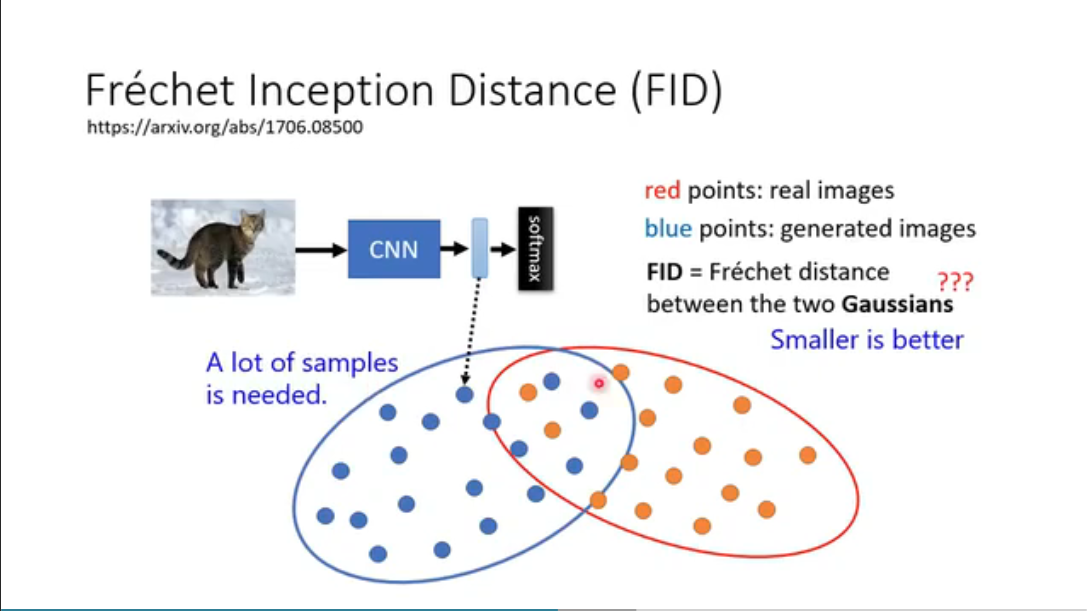 Fréchet Inception Distance (FID)
https://arxiv.org/abs/1706.08500
CNN
softmax
red points: real images
blue points: generated images
FID = Fréchet distance
between the two Gaussians
???
Smaller is better
A lot of samples
is needed.